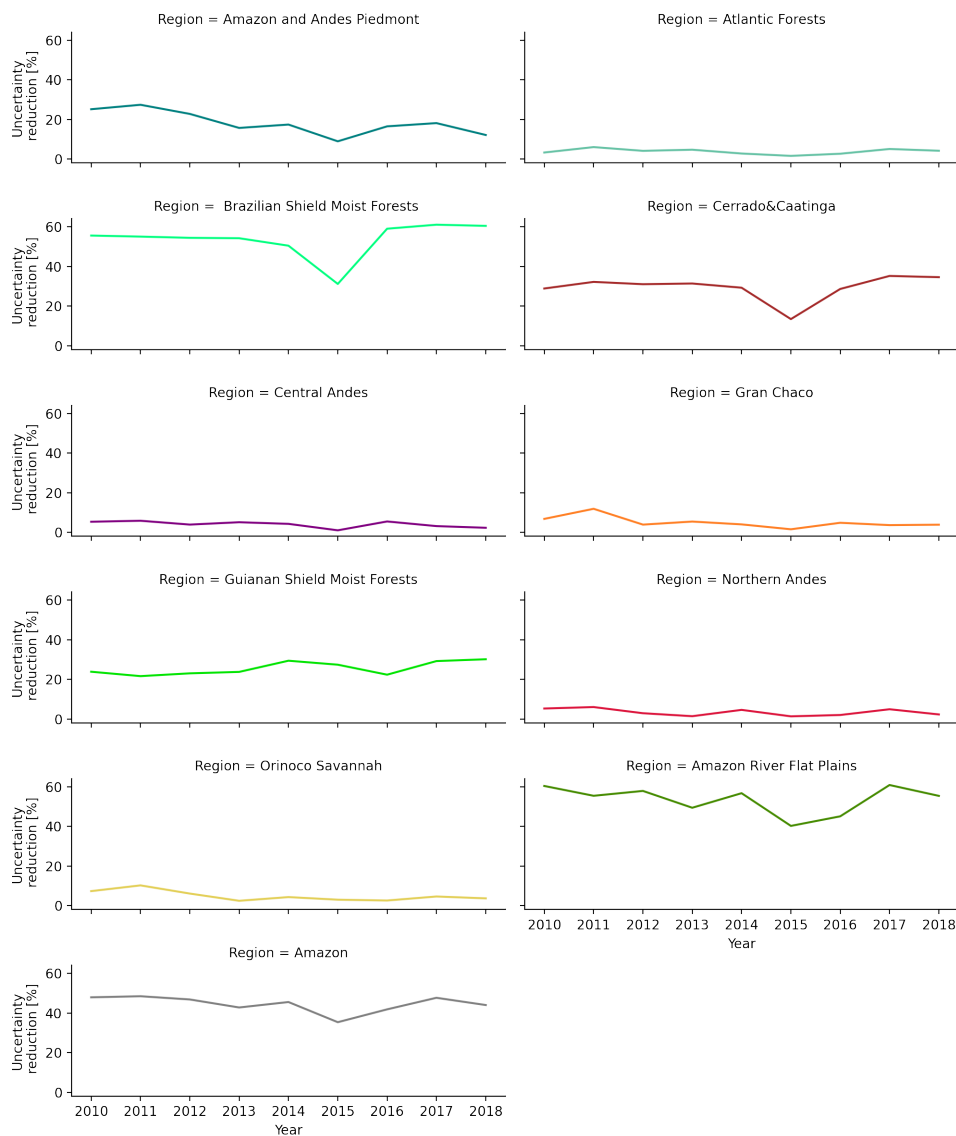 Region = Amazon and Andes Piedmont
Region = Atlantic Forests
Uncertainty
reduction [%]
60
40
20
0
Region =  Brazilian Shield Moist Forests
Region = Cerrado&Caatinga
Uncertainty
reduction [%]
60
40
20
0
Region = Central Andes
Region = Gran Chaco
Uncertainty
reduction [%]
60
40
20
0
Region = Guianan Shield Moist Forests
Region = Northern Andes
Uncertainty
reduction [%]
60
40
20
0
Region = Orinoco Savannah
Region = Amazon River Flat Plains
Uncertainty
reduction [%]
60
40
20
0
2010 2011 2012 2013 2014 2015 2016 2017 2018
Year
Region = Amazon
Uncertainty
reduction [%]
60
40
20
0
2010 2011 2012 2013 2014 2015 2016 2017 2018
Year